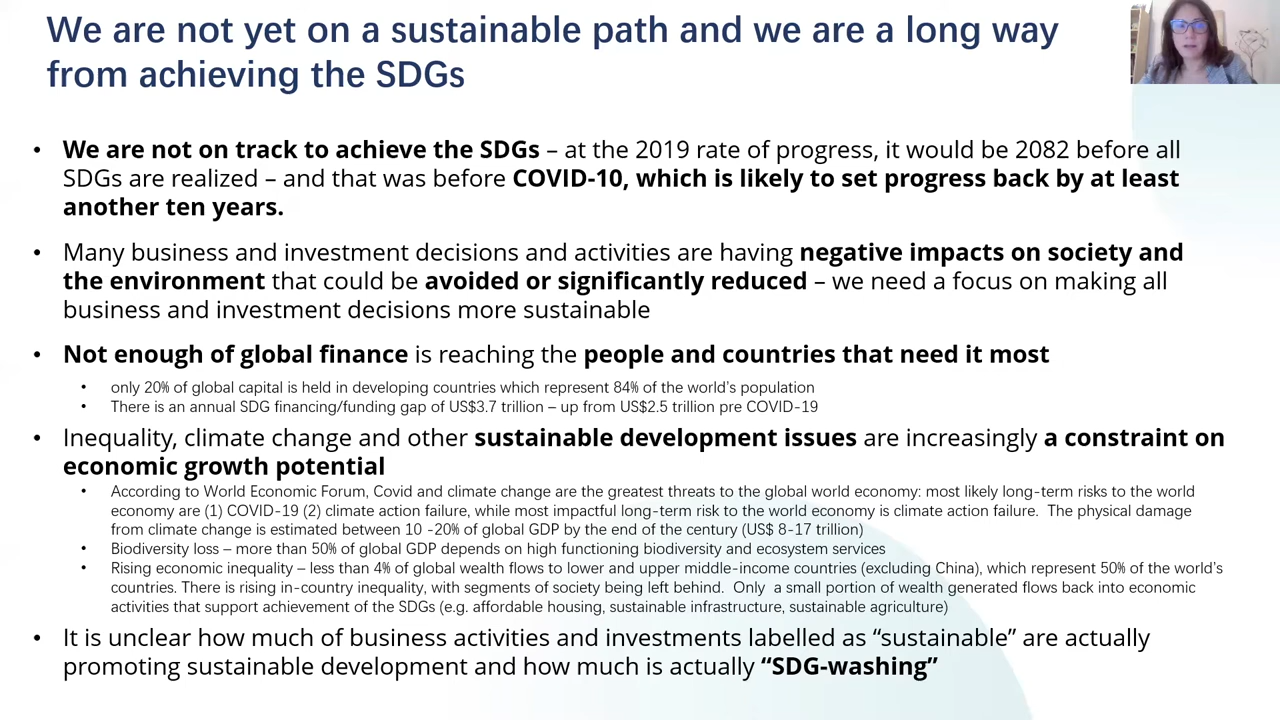 We are not yet on a sustainable path and we are a long way
from achieving the SDGs
• We are not on track to achieve the SDGs – at the 2019 rate of progress, it would be 2082 before all
SDGs are realized – and that was before COVID-10, which is likely to set progress back by at least
another ten years.
• Many business and investment decisions and activities are having negative impacts on society and
the environment that could be avoided or significantly reduced – we need a focus on making all
business and investment decisions more sustainable
• Not enough of global finance is reaching the people and countries that need it most
• only 20% of global capital is held in developing countries which represent 84% of the world's population
• There is an annual SDG financing/funding gap of US$3.7 trillion – up from US$2.5 trillion pre COVID-19
• Inequality, climate change and other sustainable development issues are increasingly a constraint on
economic growth potential
• According to World Economic Forum, Covid and climate change are the greatest threats to the global world economy: most likely long-term risks to the world
economy are (1) COVID-19 (2) climate action failure, while most impactful long-term risk to the world economy is climate action failure. The physical damage
from climate change is estimated between 10 -20% of global GDP by the end of the century (US$ 8-17 trillion)
• Biodiversity loss – more than 50% of global GDP depends on high functioning biodiversity and ecosystem services
• Rising economic inequality – less than 4% of global wealth flows to lower and upper middle-income countries (excluding China), which represent 50% of the world's
countries. There is rising in-country inequality, with segments of society being left behind. Only a small portion of wealth generated flows back into economic
activities that support achievement of the SDGs (e.g. affordable housing, sustainable infrastructure, sustainable agriculture)
• It is unclear how much of business activities and investments labelled as “sustainable” are actually
promoting sustainable development and how much is actually “SDG-washing”